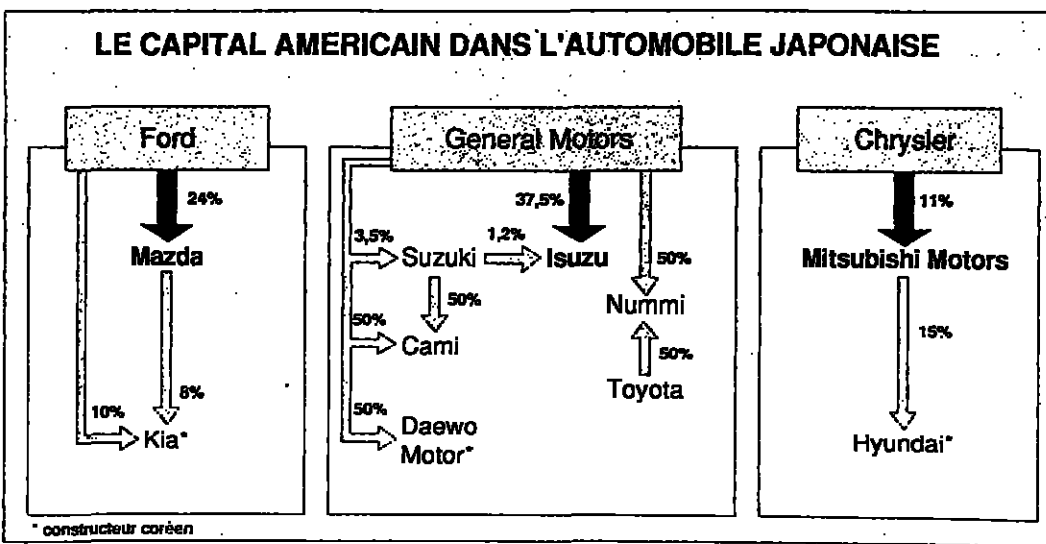 LE CAPITAL AMERICAIN DANS L'AUTOMOBILE JAPONAISE
Ford
24%
Mazda
8%
10%
Kia*
General Motors
37,5%
3,5%
Suzuki
1,2%
Isuzu
50%
50%
Nummi
50%
Cami
50%
Toyota
50%
Daewo
Motor*
Chrysler
11%
Mitsubishi Motors
15%
Hyundai*
* constructeur coréen